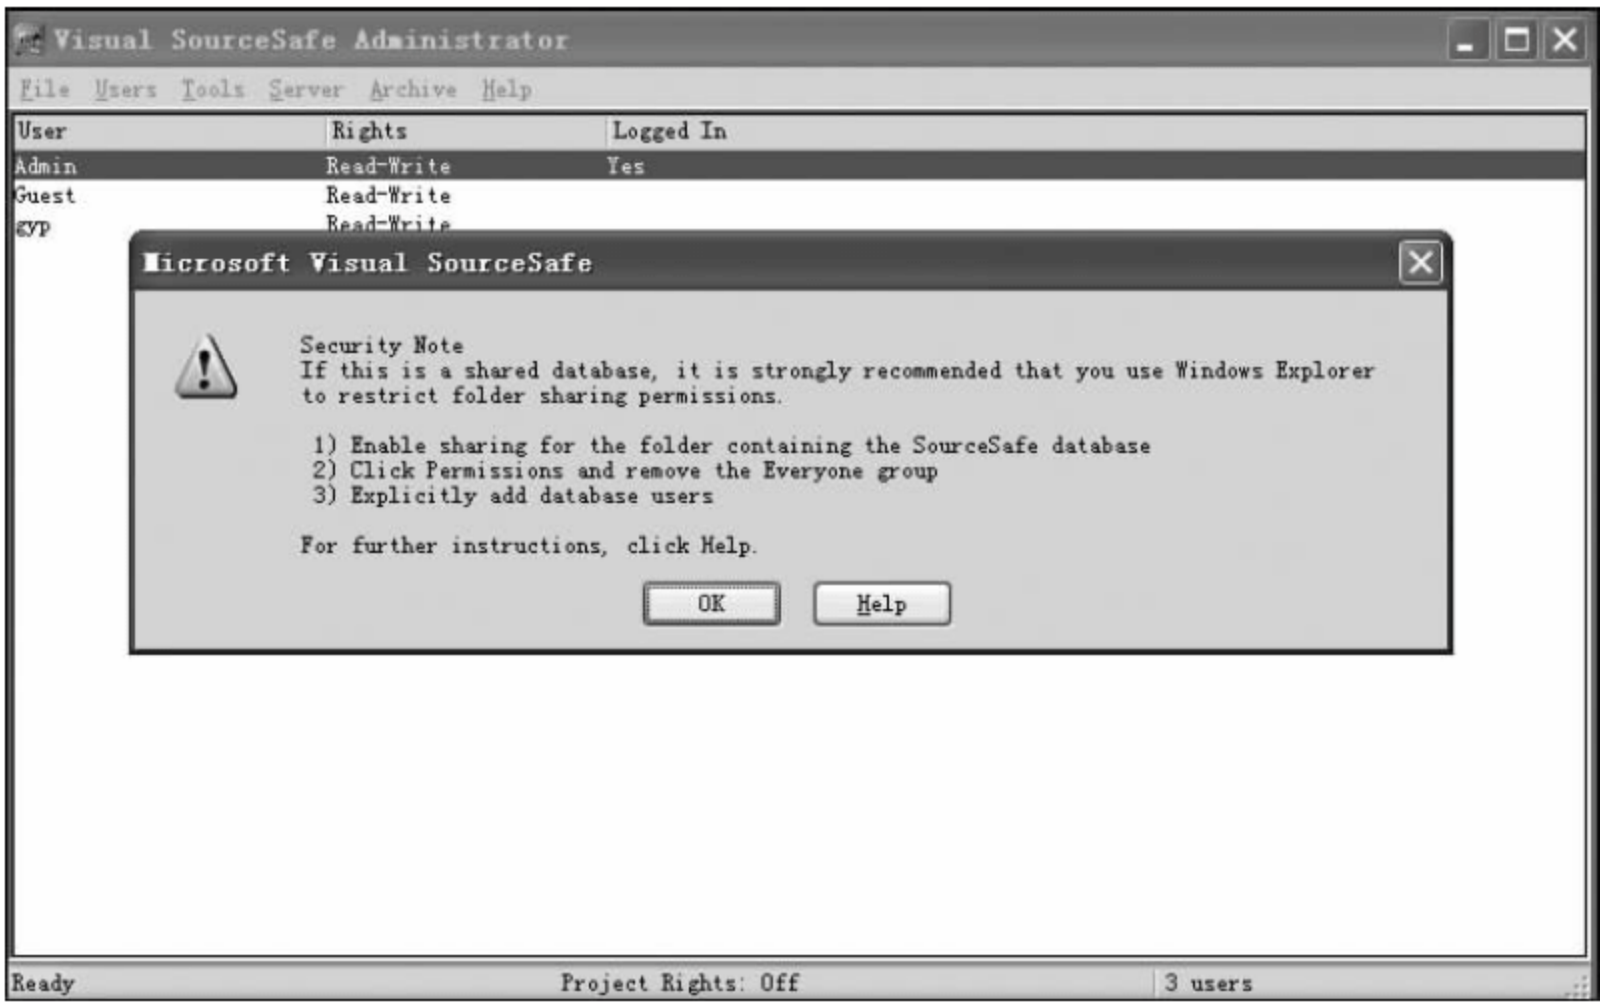 Visual SourceSafe Administrator
File Users Tools Server Archive Help
User Rights Logged In
Admin Read-Write Yes
Guest Read-Write
gyp Read-Write
Microsoft Visual SourceSafe
Security Note
If this is a shared database, it is strongly recommended that you use Windows Explorer
to restrict folder sharing permissions.
1) Enable sharing for the folder containing the SourceSafe database
2) Click Permissions and remove the Everyone group
3) Explicitly add database users
For further instructions, click Help.
OK Help
Ready Project Rights: Off 3 users